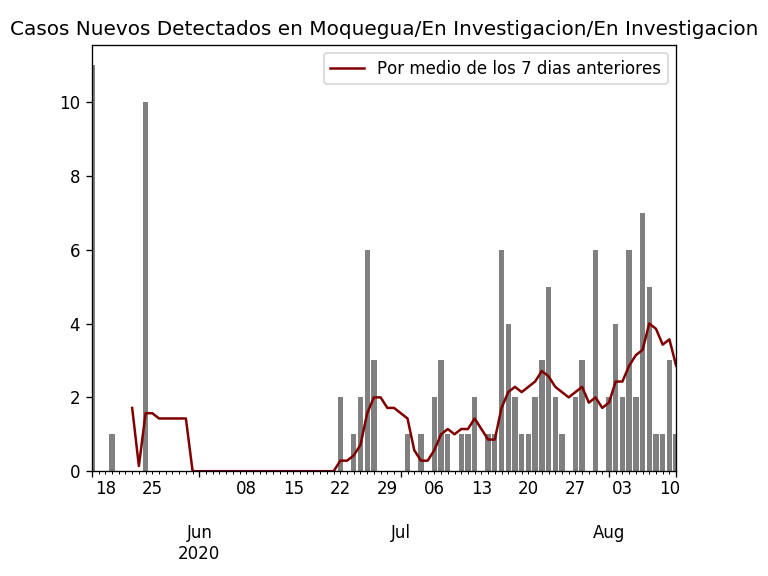 Casos Nuevos Detectados en Moquegua/En Investigacion/En Investigacion
Por medio de los 7 dias anteriores
10
8
6
4
2
0
18 25 08 15 22 29 06 13 20 27 03 10
Jun Jul Aug
2020